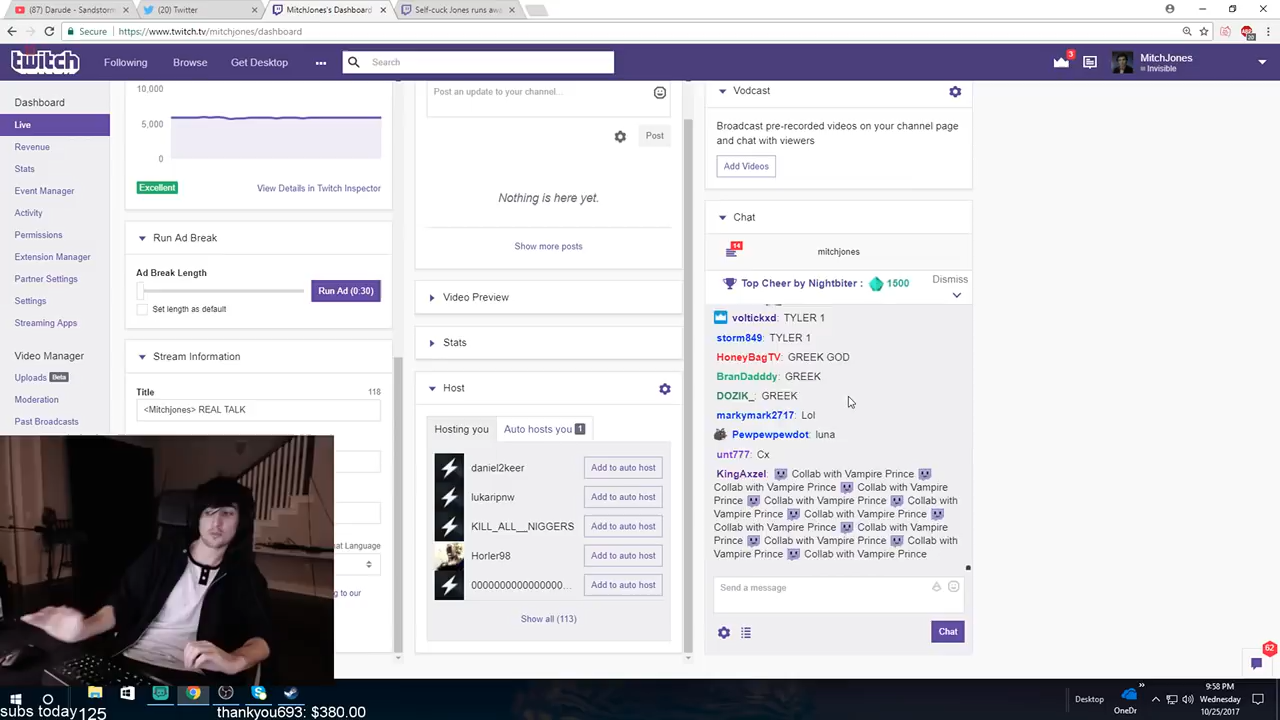 (87) Darude - Sandstorm
(20) Twitter
MitchJones's Dashboard
Self-cuck Jones runs awa
Secure
https://www.twitch.tv/mitchjones/dashboard
twitch
Following
Browse
Get Desktop
Search
3
MitchJones
Invisible
Dashboard
Live
Revenue
Stats
Event Manager
Activity
Permissions
Extension Manager
Partner Settings
Settings
Streaming Apps
Video Manager
Uploads Beta
Moderation
Past Broadcasts
10,000
5,000
0
Excellent
View Details in Twitch Inspector
Run Ad Break
Ad Break Length
Run Ad (0:30)
Set length as default
Stream Information
Title
118
<Mitchjones> REAL TALK
Language
to our
Post an update to your channel...
Post
Nothing is here yet.
Show more posts
Video Preview
Stats
Host
Hosting you
Auto hosts you 1
daniel2keer
Add to auto host
lukaripnw
Add to auto host
KILL_ALL__NIGGERS
Add to auto host
Horler98
Add to auto host
0000000000000000...
Add to auto host
Show all (113)
Vodcast
Broadcast pre-recorded videos on your channel page
and chat with viewers
Add Videos
Chat
14
mitchjones
Top Cheer by Nightbiter : 1500
Dismiss
voltickxd: TYLER 1
storm849: TYLER 1
HoneyBagTV: GREEK GOD
BranDadddy: GREEK
DOZIK_: GREEK
markymark2717: Lol
Pewpewpewdot: luna
unt777: Cx
KingAxzel: Collab with Vampire Prince
Collab with Vampire Prince Collab with Vampire
Prince Collab with Vampire Prince Collab with
Vampire Prince Collab with Vampire Prince
Collab with Vampire Prince Collab with Vampire
Prince Collab with Vampire Prince Collab with
Vampire Prince Collab with Vampire Prince
Send a message
Chat
62
subs today 125
thankyou693: $380.00
Desktop
OneDr
9:58 PM
Wednesday
10/25/2017